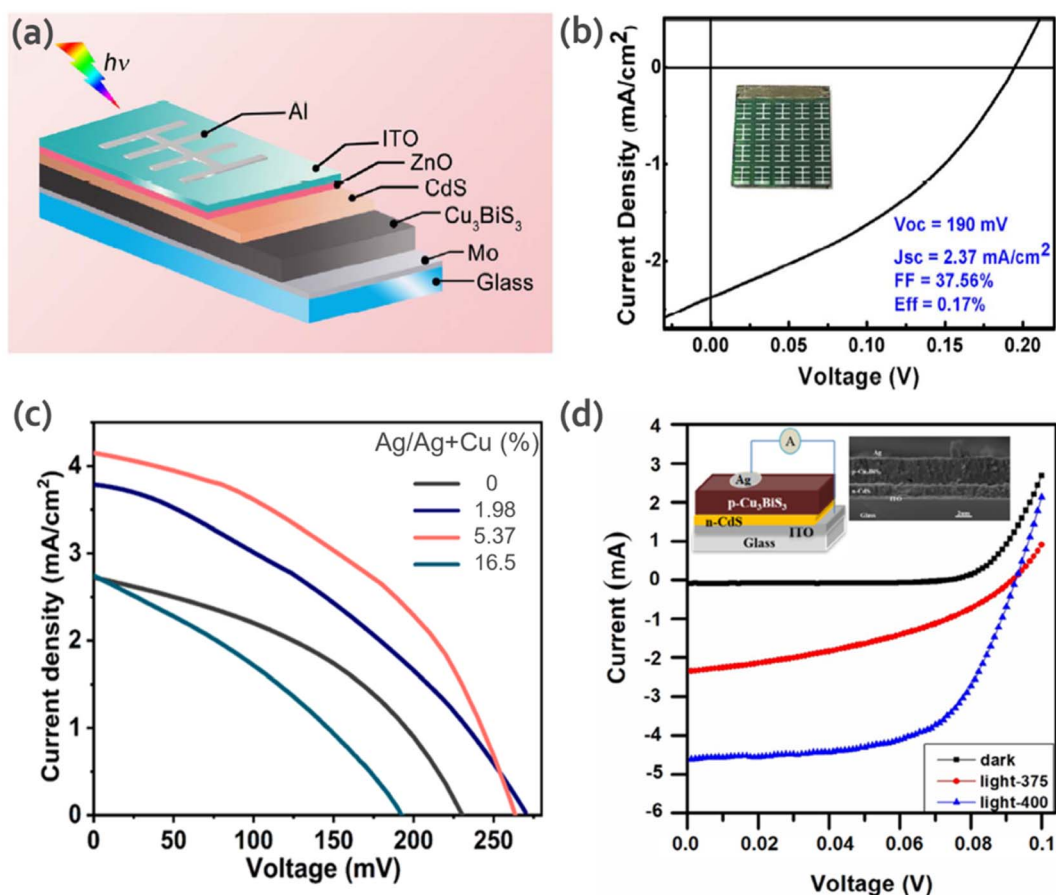 (a)
hν
Al
ITO
ZnO
CdS
Cu₃BiS₃
Mo
Glass
(b)
Current Density (mA/cm²)
0
-1
-2
Voc = 190 mV
Jsc = 2.37 mA/cm²
FF = 37.56%
Eff = 0.17%
0.00 0.05 0.10 0.15 0.20
Voltage (V)
(c)
Current density (mA/cm²)
4
3
2
1
0
Ag/Ag+Cu (%)
0
1.98
5.37
16.5
0 50 100 150 200 250
Voltage (mV)
(d)
Current (mA)
4
3
2
1
0
-1
-2
-3
-4
-5
-6
A
Ag
p-Cu₃BiS₃
n-CdS
ITO
Glass
Ag
p-Cu₃BiS₃
n-CdS
ITO
Glass
dark
light-375
light-400
0.0 0.02 0.04 0.06 0.08 0.1
Voltage (V)